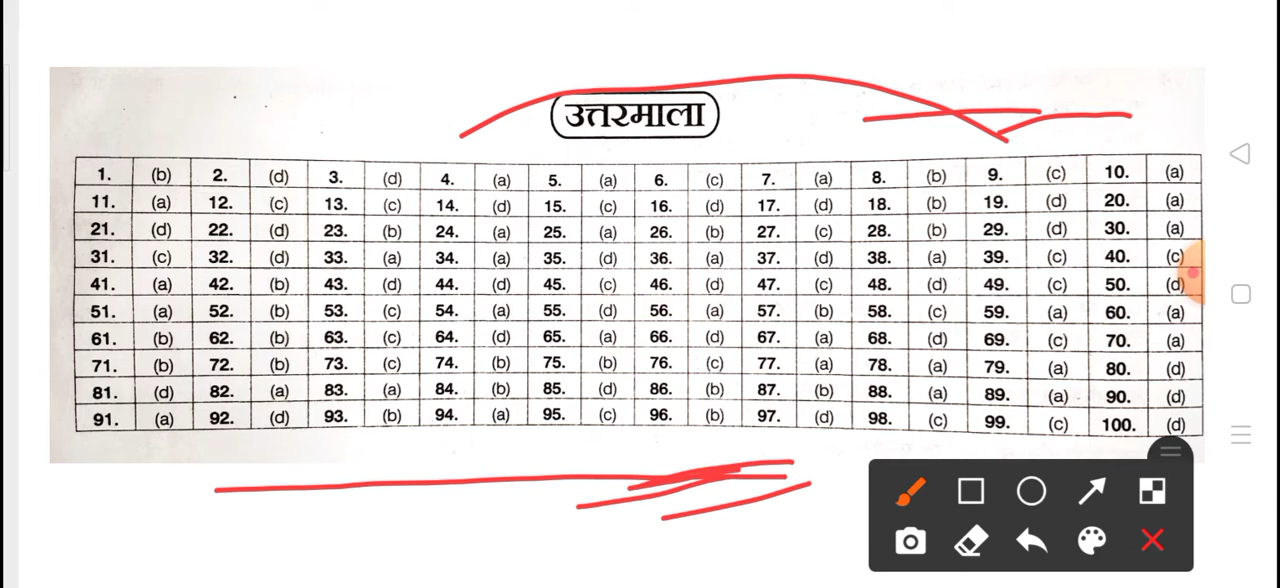 उत्तरमाला
1. (b) 2. (d) 3. (d) 4. (a) 5. (a) 6. (c) 7. (a) 8. (b) 9. (c) 10. (a)
11. (a) 12. (c) 13. (c) 14. (d) 15. (c) 16. (d) 17. (d) 18. (b) 19. (d) 20. (a)
21. (d) 22. (d) 23. (b) 24. (a) 25. (a) 26. (b) 27. (c) 28. (b) 29. (d) 30. (a)
31. (c) 32. (d) 33. (a) 34. (a) 35. (d) 36. (a) 37. (d) 38. (a) 39. (c) 40. (c)
41. (a) 42. (b) 43. (d) 44. (d) 45. (c) 46. (d) 47. (c) 48. (d) 49. (c) 50. (d)
51. (a) 52. (b) 53. (c) 54. (a) 55. (d) 56. (a) 57. (b) 58. (c) 59. (a) 60. (a)
61. (b) 62. (b) 63. (c) 64. (d) 65. (a) 66. (d) 67. (a) 68. (d) 69. (c) 70. (a)
71. (b) 72. (b) 73. (c) 74. (b) 75. (b) 76. (c) 77. (a) 78. (a) 79. (a) 80. (d)
81. (d) 82. (a) 83. (a) 84. (b) 85. (d) 86. (b) 87. (b) 88. (a) 89. (a) 90. (d)
91. (a) 92. (d) 93. (b) 94. (a) 95. (c) 96. (b) 97. (d) 98. (c) 99. (c) 100. (d)